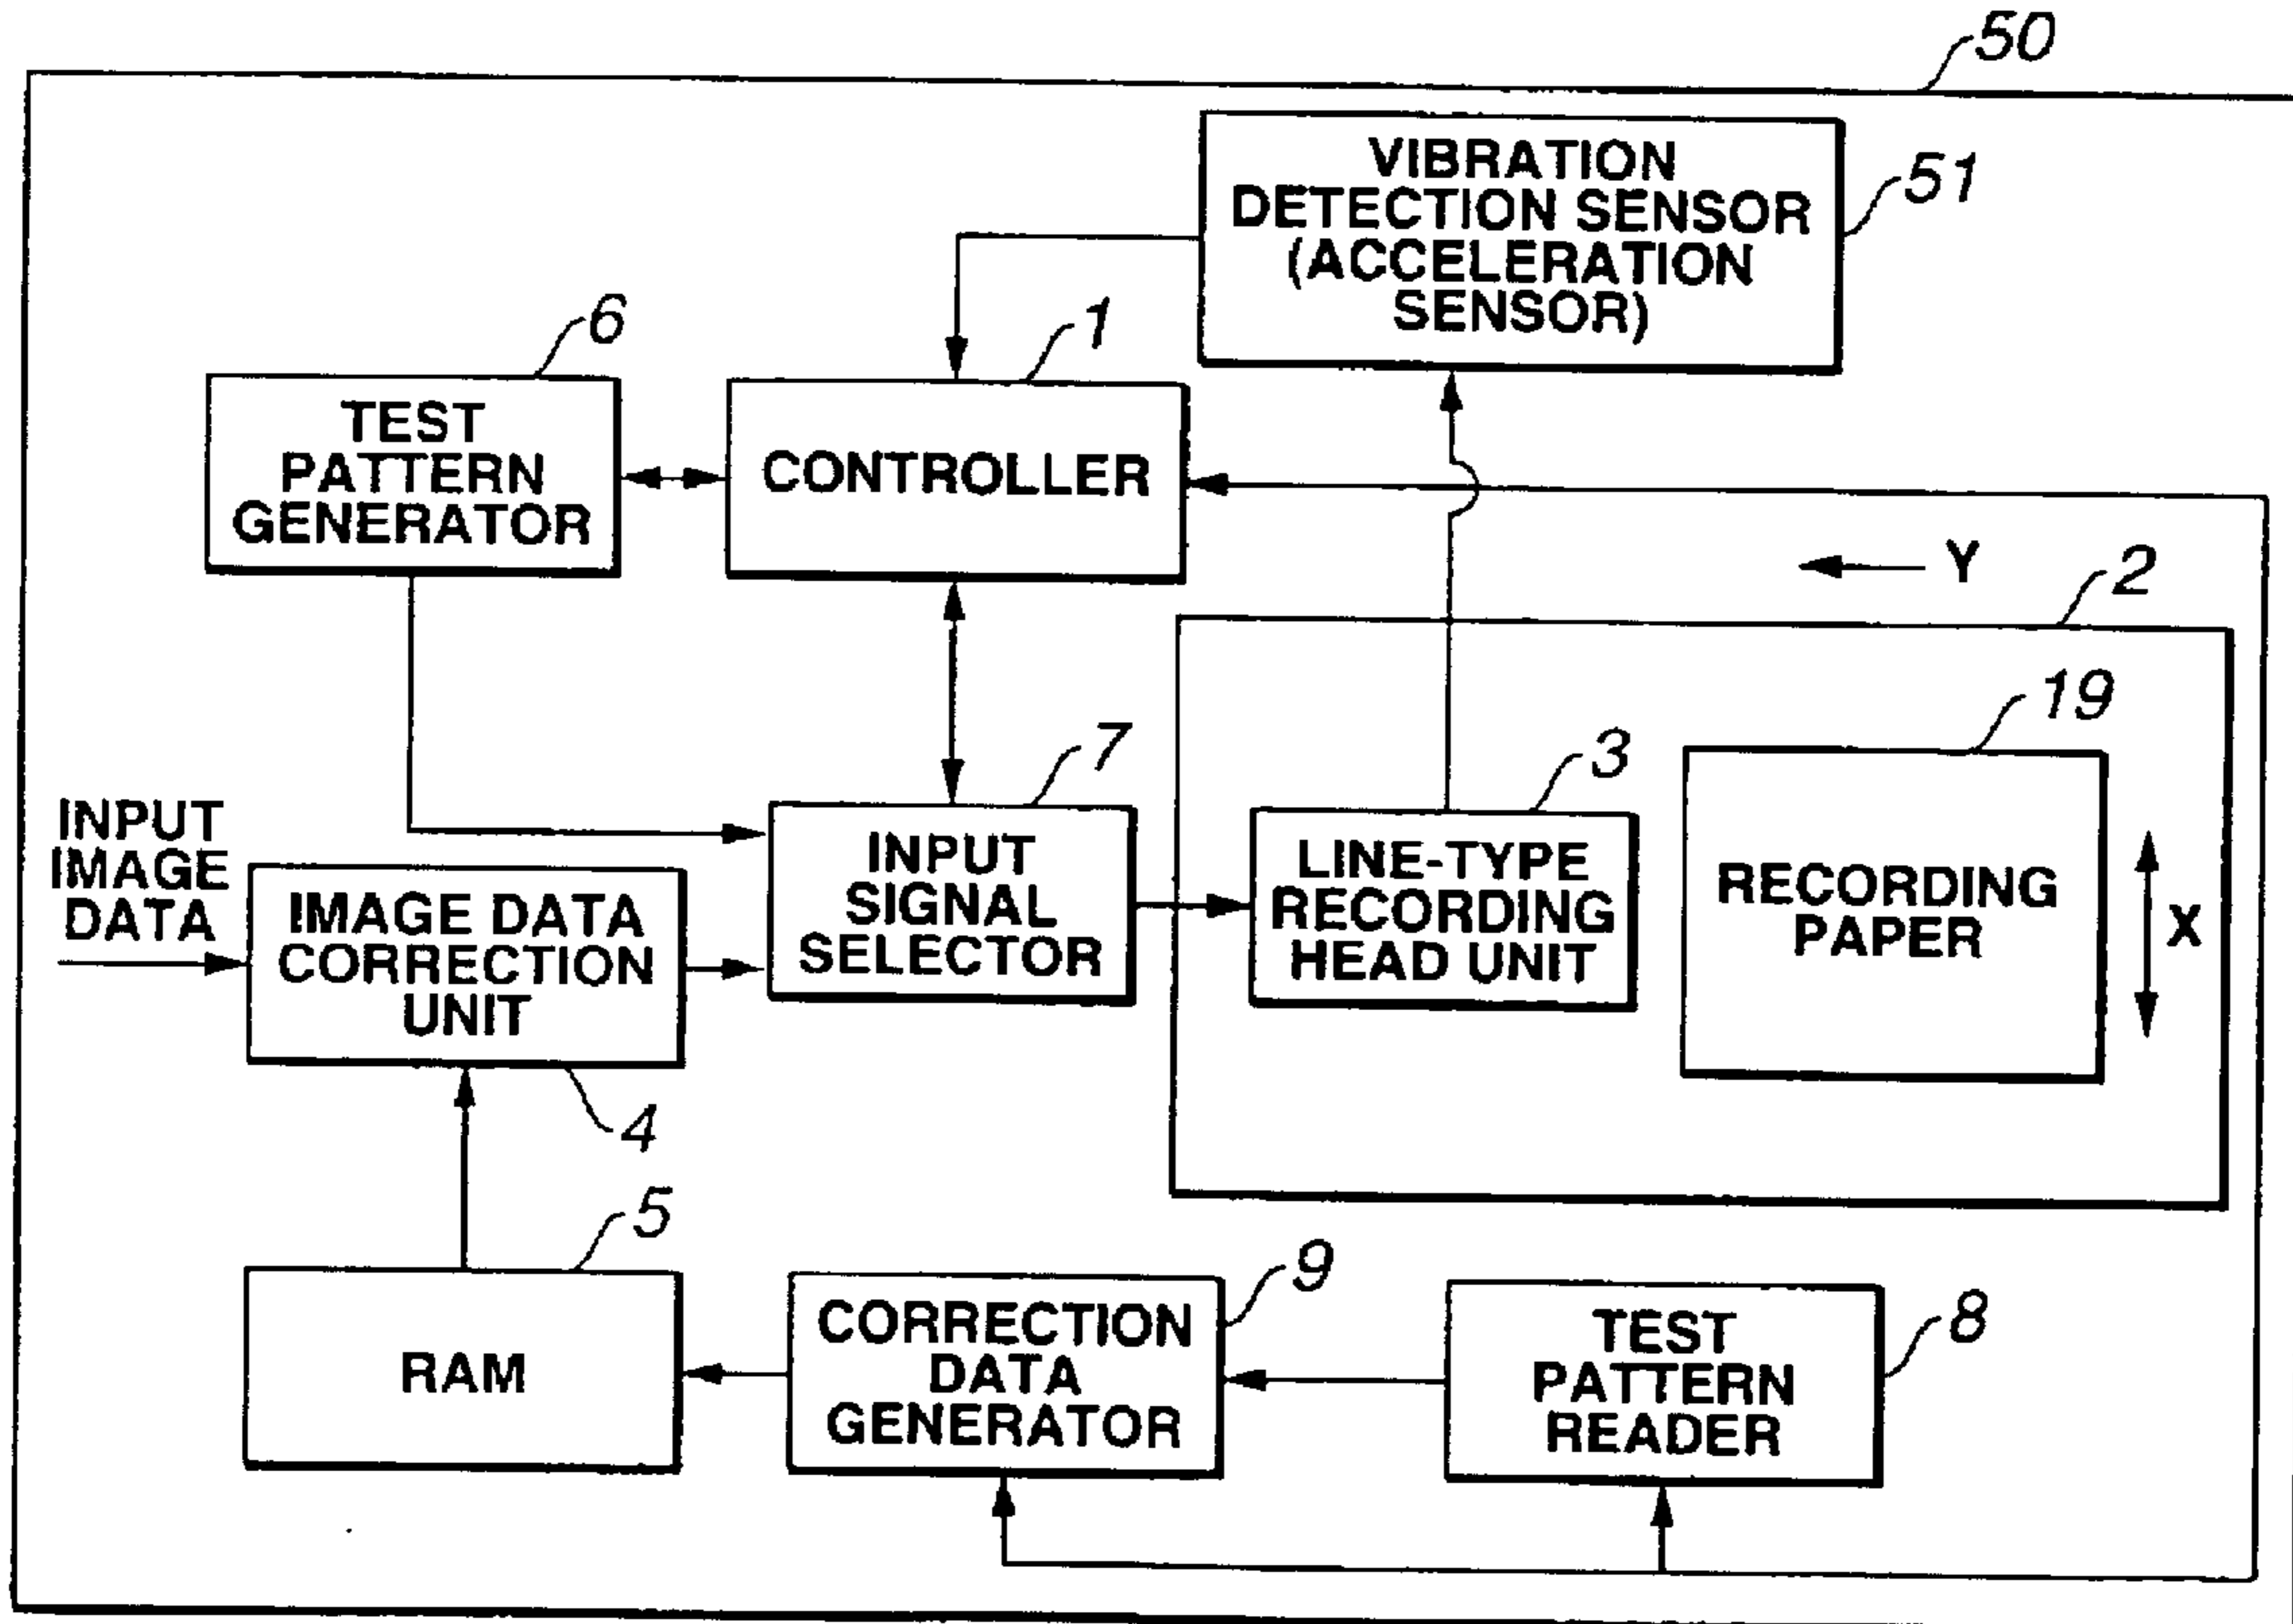 50
VIBRATION
DETECTION SENSOR
(ACCELERATION
SENSOR)
51
6
1
TEST
PATTERN
GENERATOR
CONTROLLER
Y
2
19
7
3
INPUT
IMAGE
DATA
IMAGE DATA
CORRECTION
UNIT
INPUT
SIGNAL
SELECTOR
LINE-TYPE
RECORDING
HEAD UNIT
RECORDING
PAPER
X
4
5
9
8
RAM
CORRECTION
DATA
GENERATOR
TEST
PATTERN
READER